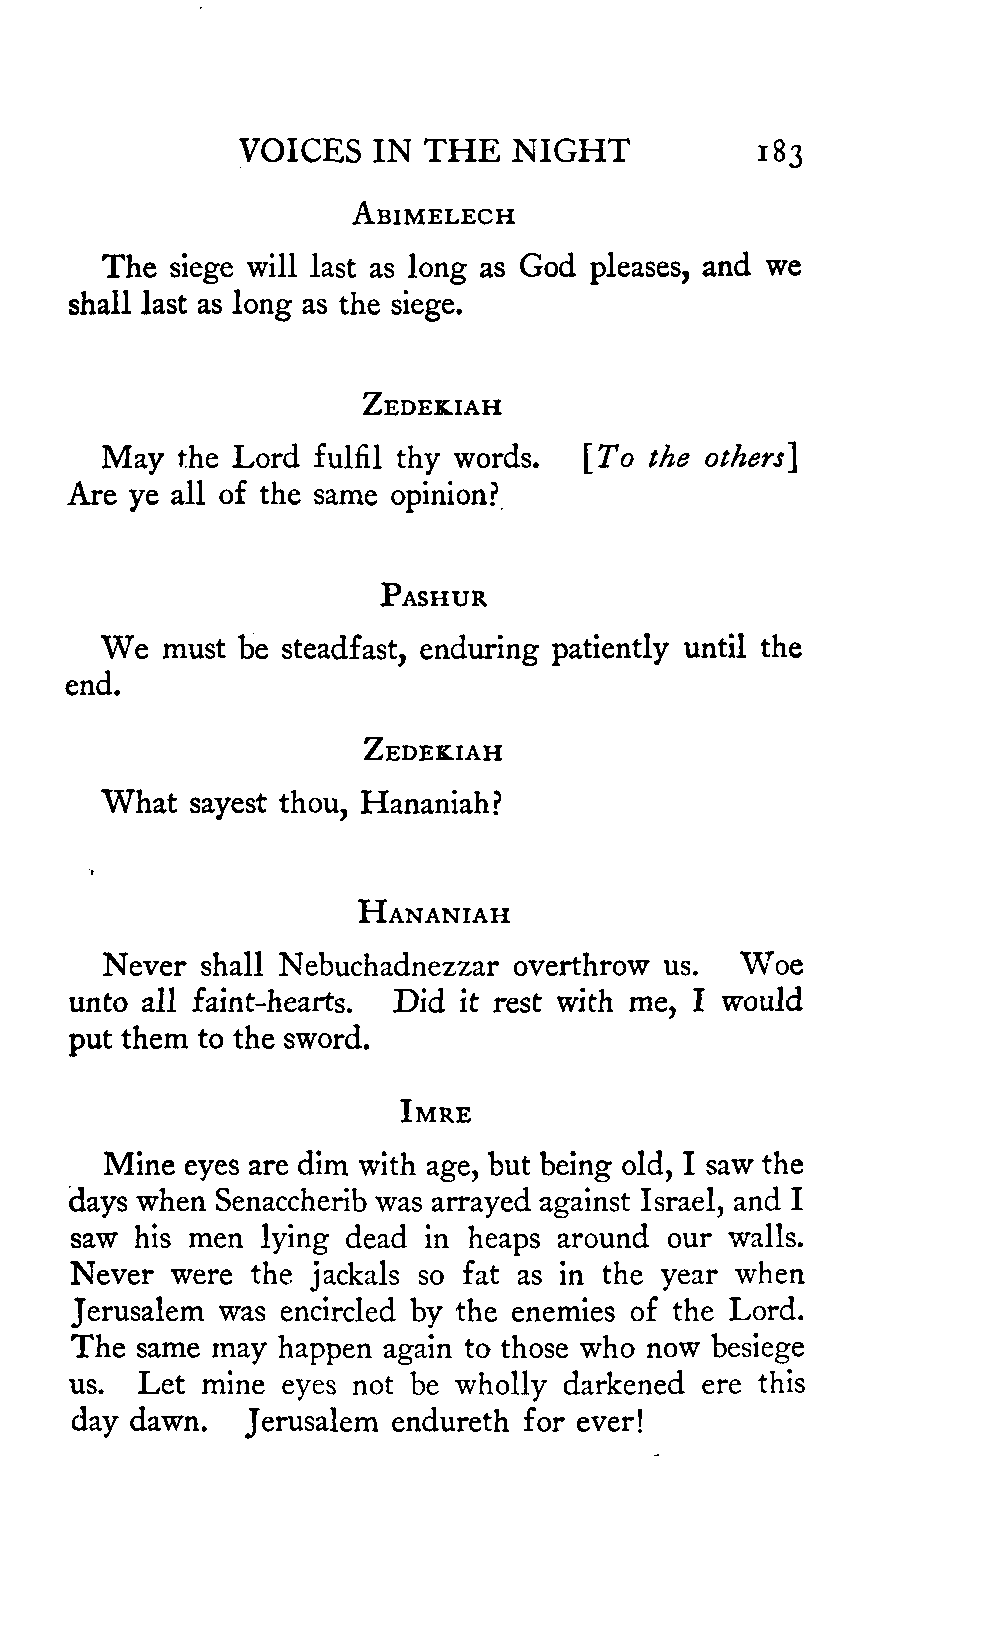 VOICES IN THE NIGHT 183
ABIMELECH
The siege will last as long as God pleases, and we
shall last as long as the siege.
ZEDEKIAH
May the Lord fulfil thy words. [To the others]
Are ye all of the same opinion?
PASHUR
We must be steadfast, enduring patiently until the
end.
ZEDEKIAH
What sayest thou, Hananiah?
HANANIAH
Never shall Nebuchadnezzar overthrow us. Woe
unto all faint-hearts. Did it rest with me, I would
put them to the sword.
IMRE
Mine eyes are dim with age, but being old, I saw the
days when Senaccherib was arrayed against Israel, and I
saw his men lying dead in heaps around our walls.
Never were the jackals so fat as in the year when
Jerusalem was encircled by the enemies of the Lord.
The same may happen again to those who now besiege
us. Let mine eyes not be wholly darkened ere this
day dawn. Jerusalem endureth for ever!